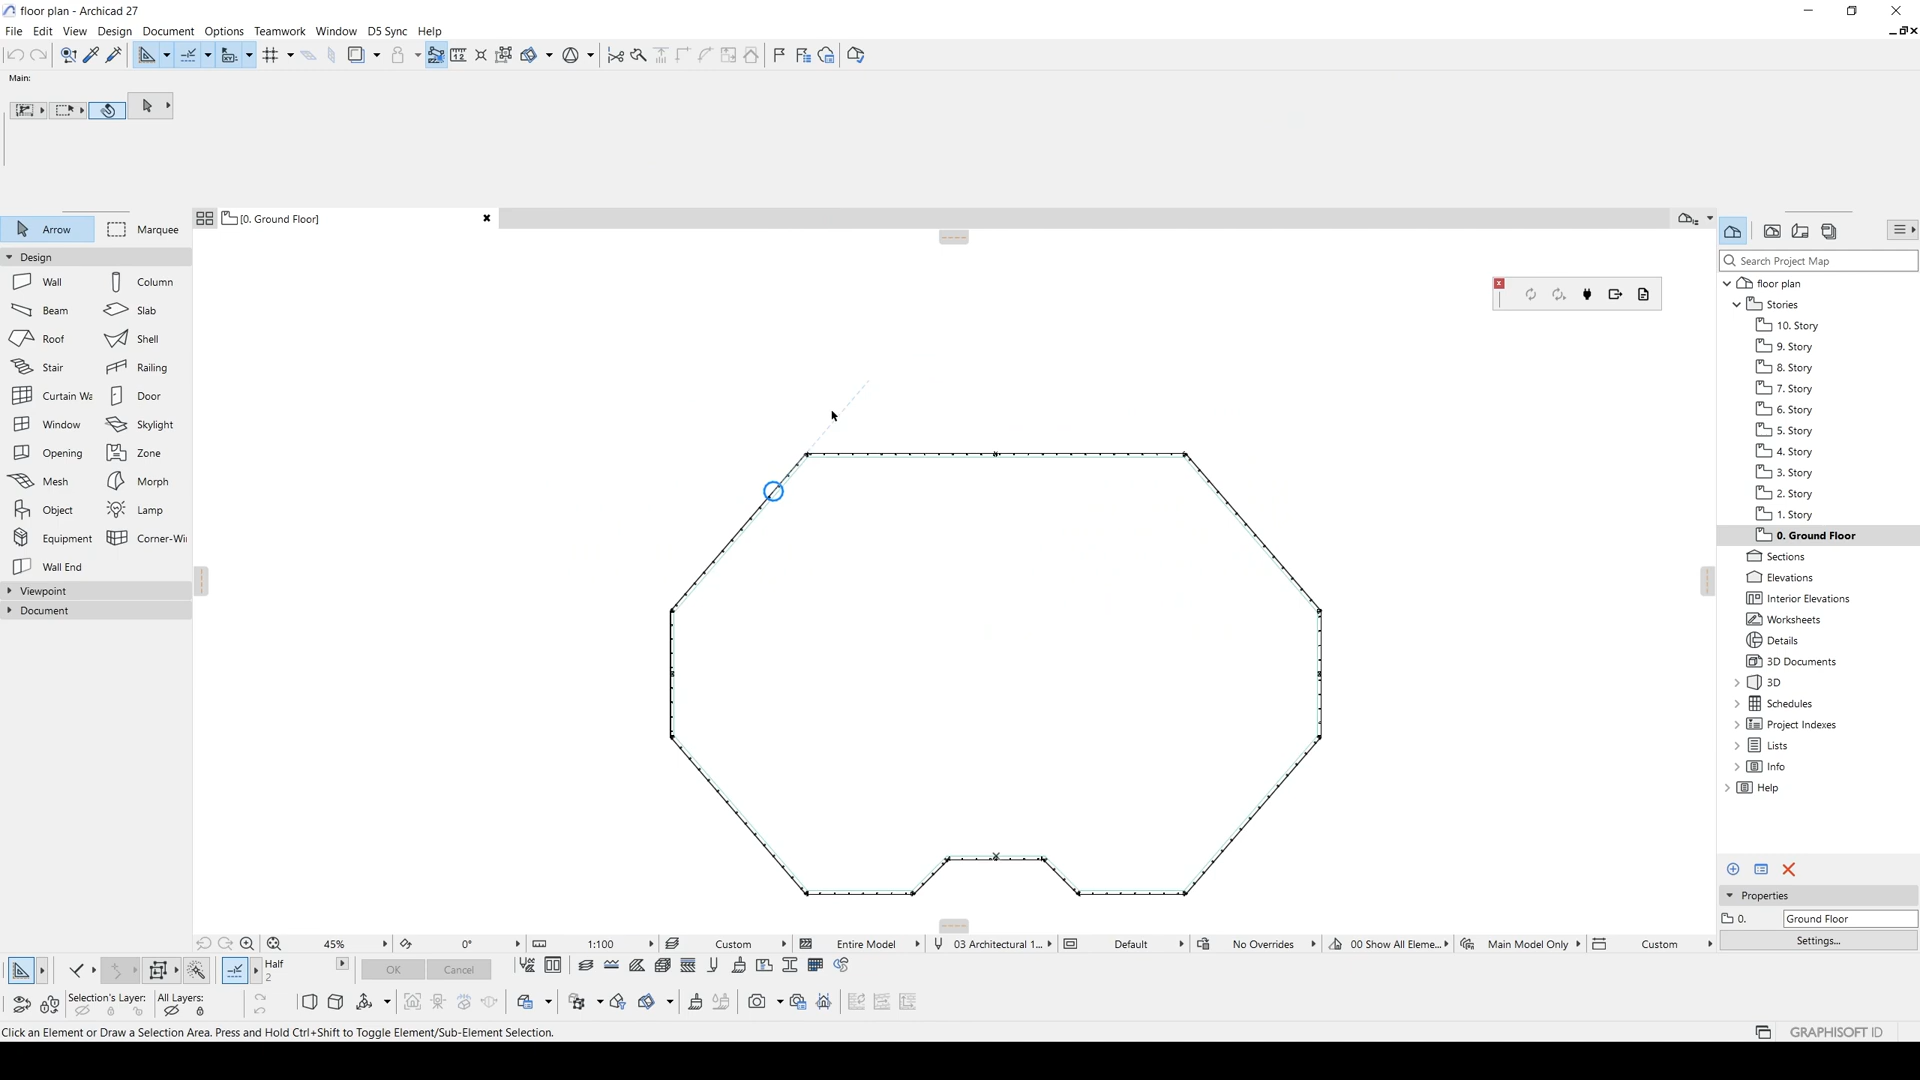 floor plan - Archicad 27
File Edit View Design Document Options Teamwork Window D5 Sync Help
Main:
[0. Ground Floor]
Arrow Marquee
Design
Wall Column
Beam Slab
Roof Shell
Stair Railing
Curtain Wa Door
Window Skylight
Opening Zone
Mesh Morph
Object Lamp
Equipment Corner-Wi
Wall End
Viewpoint
Document
Search Project Map
floor plan
Stories
10. Story
9. Story
8. Story
7. Story
6. Story
5. Story
4. Story
3. Story
2. Story
1. Story
0. Ground Floor
Sections
Elevations
Interior Elevations
Worksheets
Details
3D Documents
3D
Schedules
Project Indexes
Lists
Info
Help
Properties
0. Ground Floor
Settings...
45% 0° 1:100 Custom Entire Model 03 Architectural 1... Default No Overrides 00 Show All Eleme... Main Model Only Custom
Half
2
OK Cancel
Selection's Layer: All Layers:
Click an Element or Draw a Selection Area. Press and Hold Ctrl+Shift to Toggle Element/Sub-Element Selection.
GRAPHISOFT ID